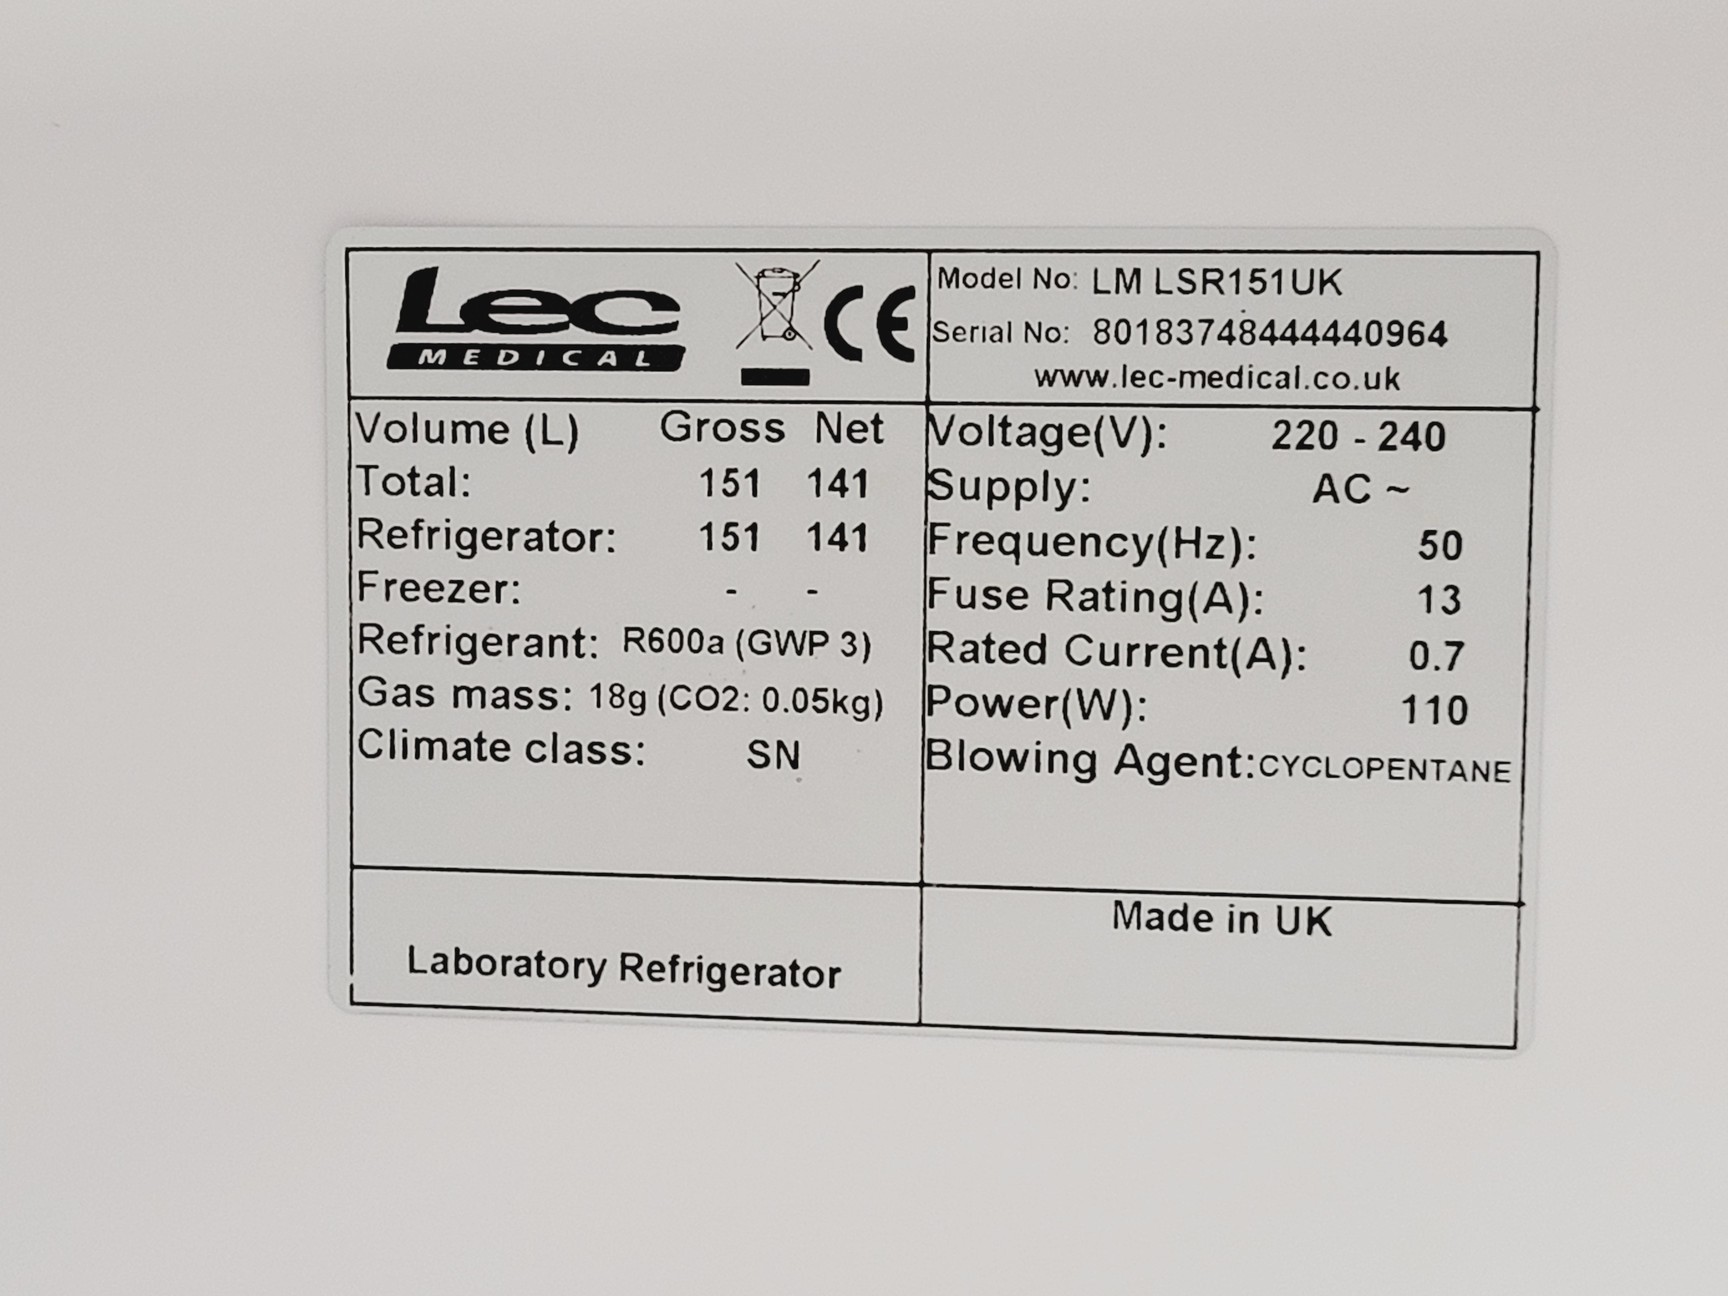 Lec
MEDICAL
CE
Model No: LM LSR151UK
Serial No: 80183748444440964
www.lec-medical.co.uk
Volume (L) Gross Net
Total: 151 141
Refrigerator: 151 141
Freezer: - -
Refrigerant: R600a (GWP 3)
Gas mass: 18g (CO2: 0.05kg)
Climate class: SN
Voltage(V): 220 - 240
Supply: AC ~
Frequency(Hz): 50
Fuse Rating(A): 13
Rated Current(A): 0.7
Power(W): 110
Blowing Agent:CYCLOPENTANE
Laboratory Refrigerator
Made in UK